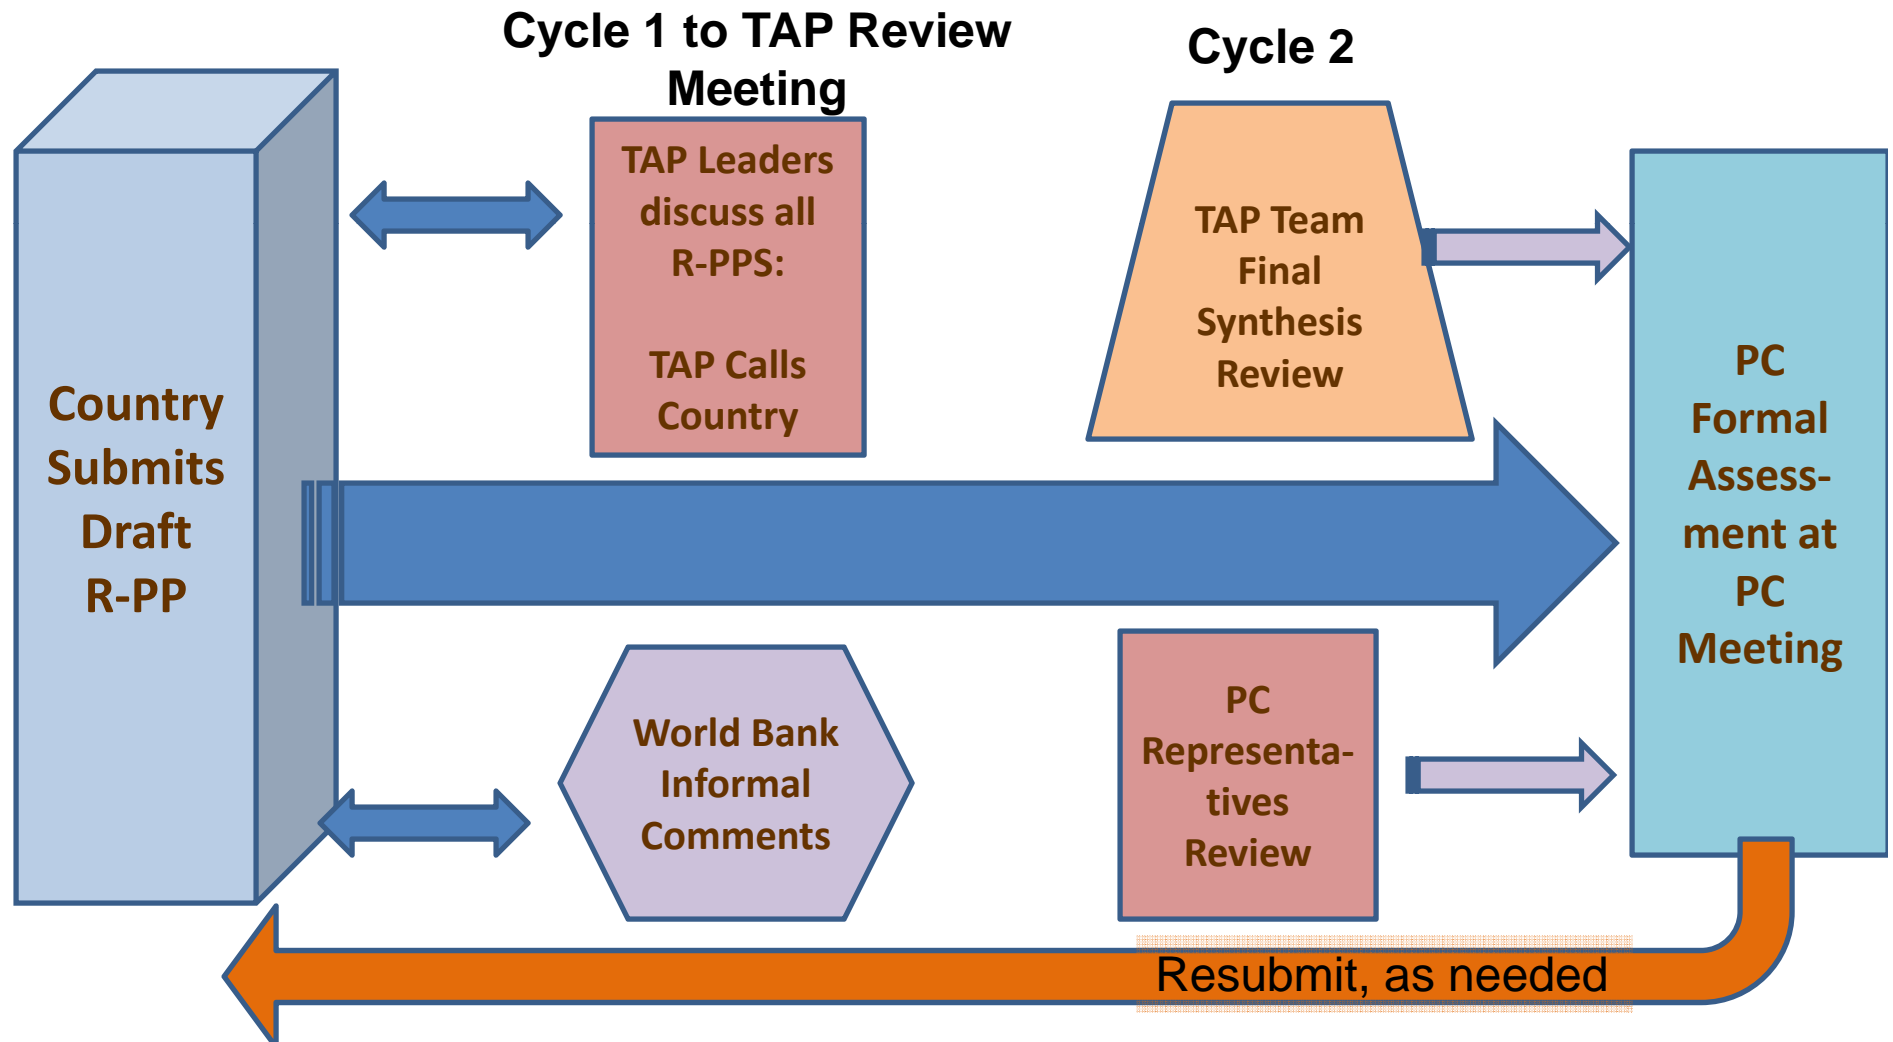 Cycle 1 to TAP Review
Meeting
Cycle 2
Country
Submits
Draft
R-PP
TAP Leaders
discuss all
R-PPS:
TAP Calls
Country
World Bank
Informal
Comments
TAP Team
Final
Synthesis
Review
PC
Representa-
tives
Review
PC
Formal
Assess-
ment at
PC
Meeting
Resubmit, as needed